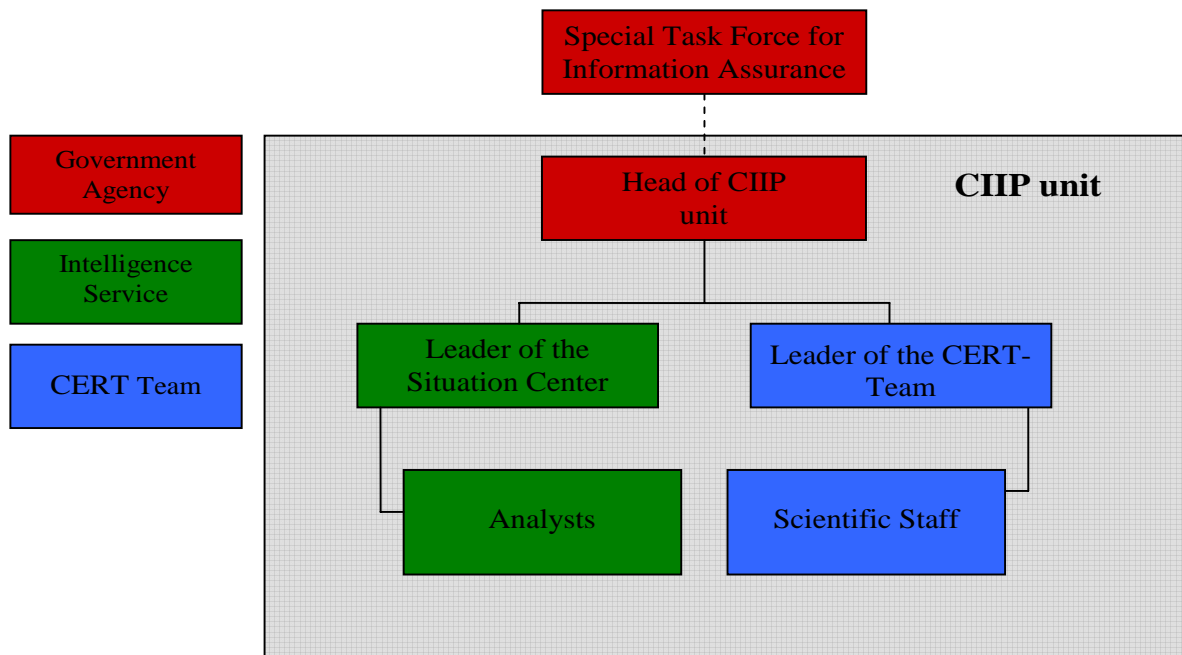 Special Task Force for
Information Assurance
Government
Agency
Head of CIIP
unit
CIIP unit
Intelligence
Service
Leader of the
Situation Center
Leader of the CERT-
Team
CERT Team
Analysts
Scientific Staff